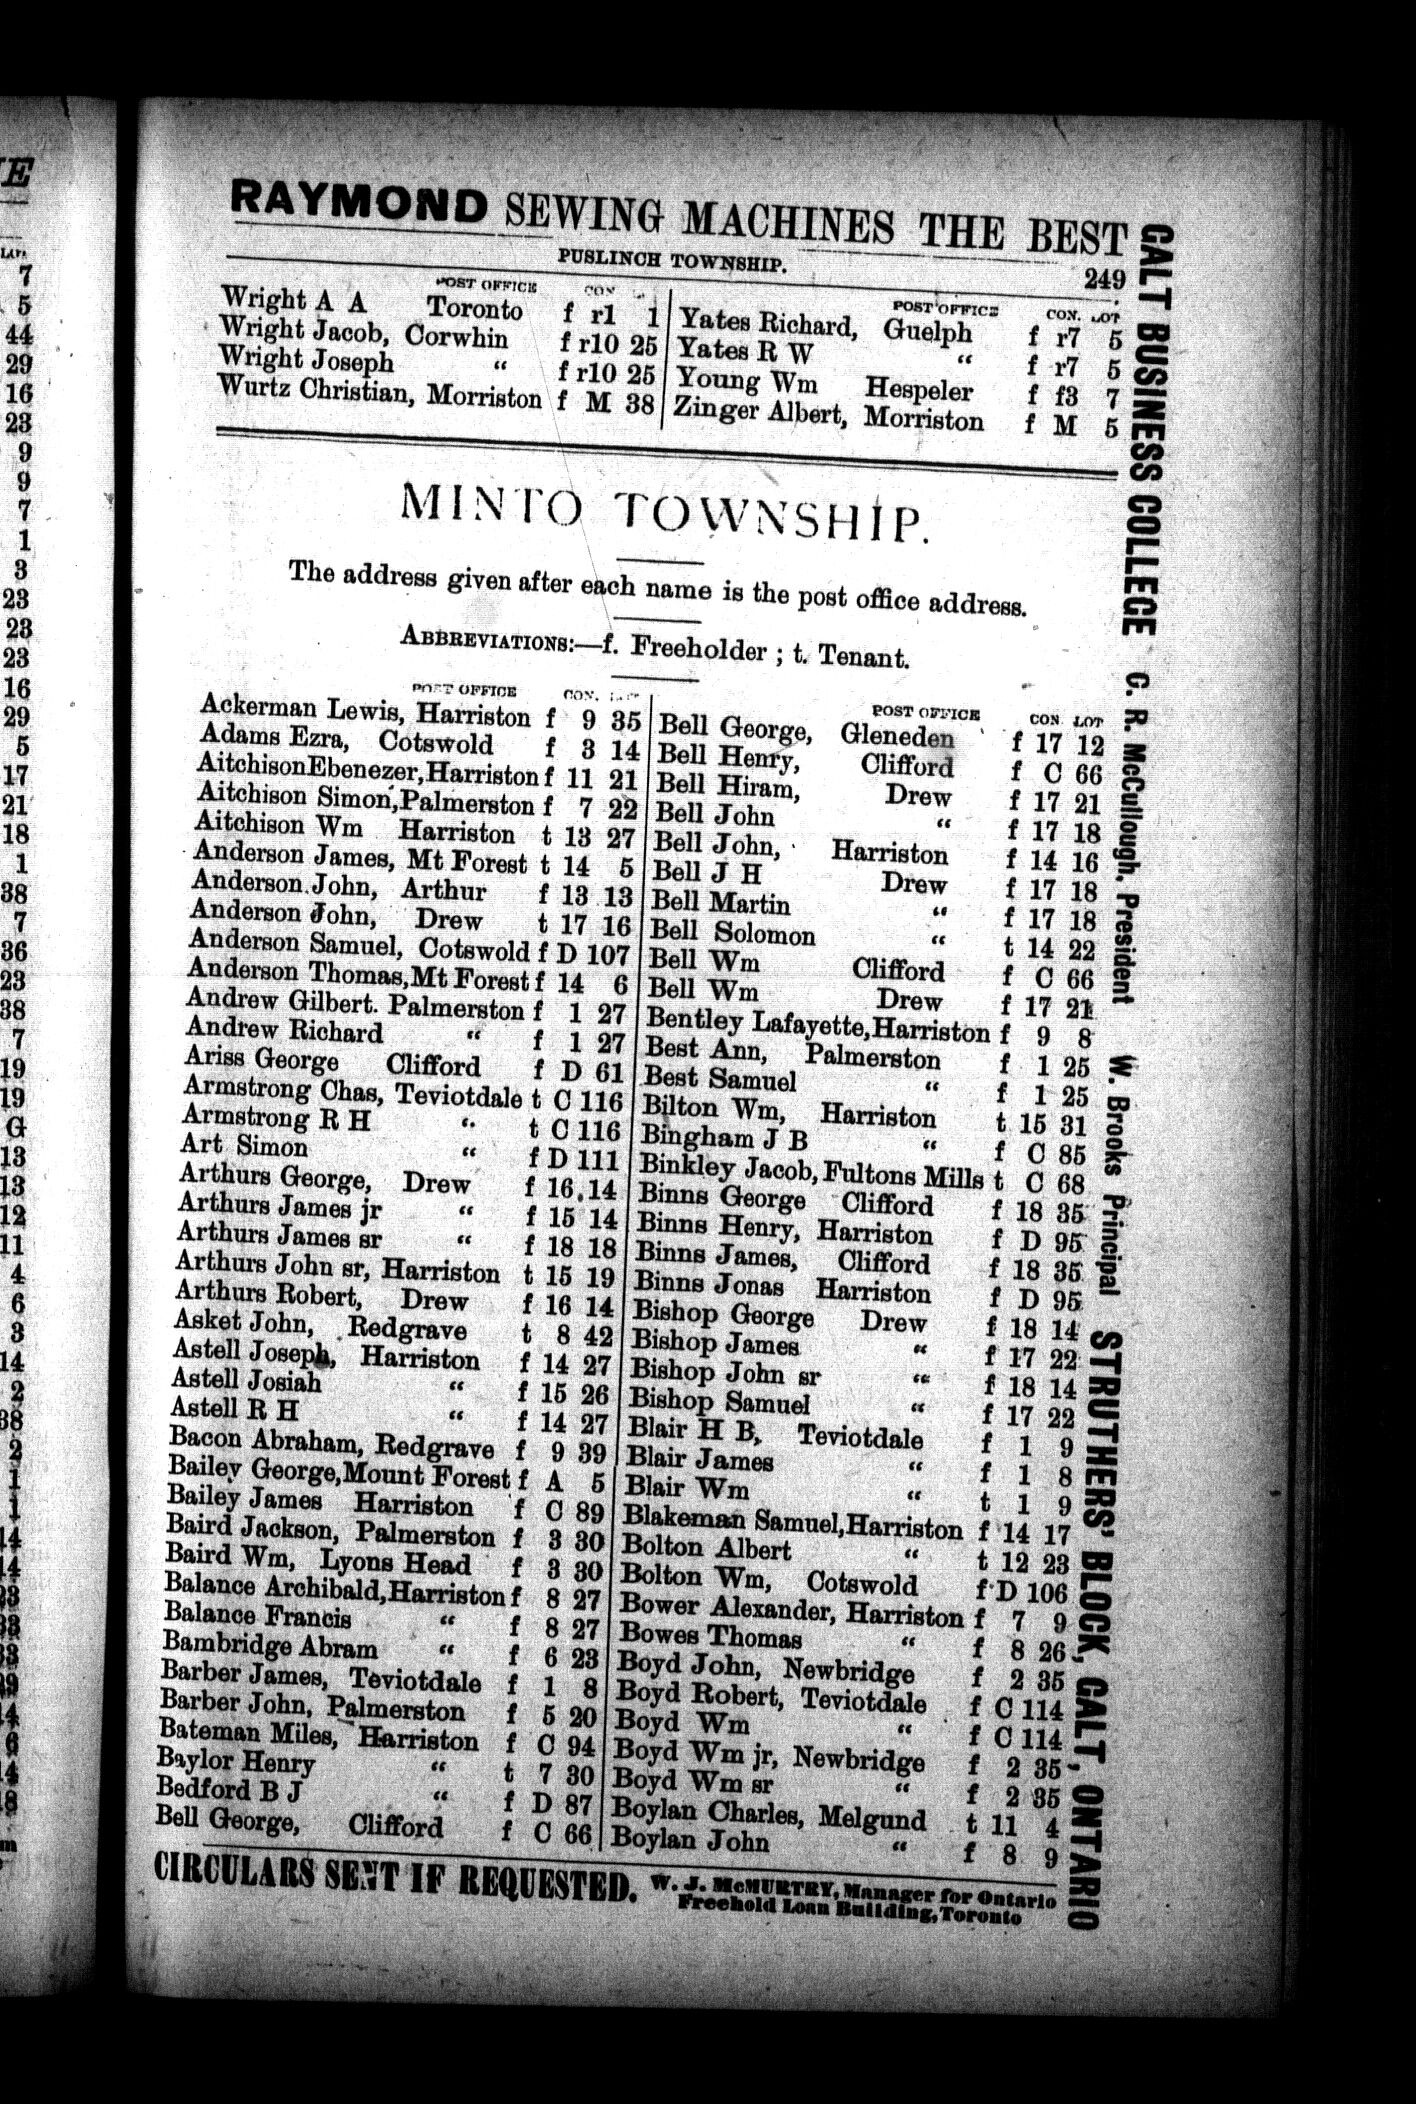 RAYMOND SEWING MACHINES THE BEST
PUSLINCH TOWNSHIP. 249
POST OFFICE CON
Wright A A Toronto f r1 1
Wright Jacob, Corwhin f r10 25
Wright Joseph “ f r10 25
Wurtz Christian, Morriston f M 38
POST OFFICE CON. LOT
Yates Richard, Guelph f r7 5
Yates R W “ f r7 5
Young Wm Hespeler f f3 7
Zinger Albert, Morriston f M 5
MINTO TOWNSHIP.
The address given after each name is the post office address.
ABBREVIATIONS:—f. Freeholder ; t. Tenant.
POST OFFICE CON. LOT
Ackerman Lewis, Harriston f 9 35
Adams Ezra, Cotswold f 3 14
Aitchison Ebenezer, Harriston f 11 21
Aitchison Simon, Palmerston f 7 22
Aitchison Wm Harriston t 13 27
Anderson James, Mt Forest t 14 5
Anderson John, Arthur f 13 13
Anderson John, Drew t 17 16
Anderson Samuel, Cotswold f D 107
Anderson Thomas, Mt Forest f 14 6
Andrew Gilbert. Palmerston f 1 27
Andrew Richard “ f 1 27
Ariss George Clifford f D 61
Armstrong Chas, Teviotdale t C 116
Armstrong R H “ t C 116
Art Simon “ f D 111
Arthurs George, Drew f 16 14
Arthurs James jr “ f 15 14
Arthurs James sr “ f 18 18
Arthurs John sr, Harriston t 15 19
Arthurs Robert, Drew f 16 14
Asket John, Redgrave t 8 42
Astell Joseph, Harriston f 14 27
Astell Josiah “ f 15 26
Astell R H “ f 14 27
Bacon Abraham, Redgrave f 9 39
Bailey George, Mount Forest f A 5
Bailey James Harriston f C 89
Baird Jackson, Palmerston f 3 30
Baird Wm, Lyons Head f 3 30
Balance Archibald, Harriston f 8 27
Balance Francis “ f 8 27
Bambridge Abram “ f 6 23
Barber James, Teviotdale f 1 8
Barber John, Palmerston f 5 20
Bateman Miles, Harriston f C 94
Baylor Henry “ t 7 30
Bedford B J “ f D 87
Bell George, Clifford f C 66
POST OFFICE CON LOT
Bell George, Gleneden f 17 12
Bell Henry, Clifford f C 66
Bell Hiram, Drew f 17 21
Bell John “ f 17 18
Bell John, Harriston f 14 16
Bell J H Drew f 17 18
Bell Martin “ f 17 18
Bell Solomon “ t 14 22
Bell Wm Clifford f C 66
Bell Wm Drew f 17 21
Bentley Lafayette, Harriston f 9 8
Best Ann, Palmerston f 1 25
Best Samuel “ f 1 25
Bilton Wm, Harriston t 15 31
Bingham J B “ f C 85
Binkley Jacob, Fultons Mills t C 68
Binns George Clifford f 18 35
Binns Henry, Harriston f D 95
Binns James, Clifford f 18 35
Binns Jonas Harriston f D 95
Bishop George Drew f 18 14
Bishop James “ f 17 22
Bishop John sr “ f 18 14
Bishop Samuel “ f 17 22
Blair H B, Teviotdale f 1 9
Blair James “ f 1 8
Blair Wm “ t 1 9
Blakeman Samuel, Harriston f 14 17
Bolton Albert “ t 12 23
Bolton Wm, Cotswold f D 106
Bower Alexander, Harriston f 7 9
Bowes Thomas “ f 8 26
Boyd John, Newbridge f 2 35
Boyd Robert, Teviotdale f C 114
Boyd Wm “ f C 114
Boyd Wm jr, Newbridge f 2 35
Boyd Wm sr “ f 2 35
Boylan Charles, Melgund t 11 4
Boylan John “ f 8 9
CIRCULARS SENT IF REQUESTED. W. J. McMURTRY, Manager for Ontario
Freehold Loan Building, Toronto
GALT BUSINESS COLLEGE C. R. McCullough, President W. Brooks Principal STRUTHERS' BLOCK, GALT, ONTARIO